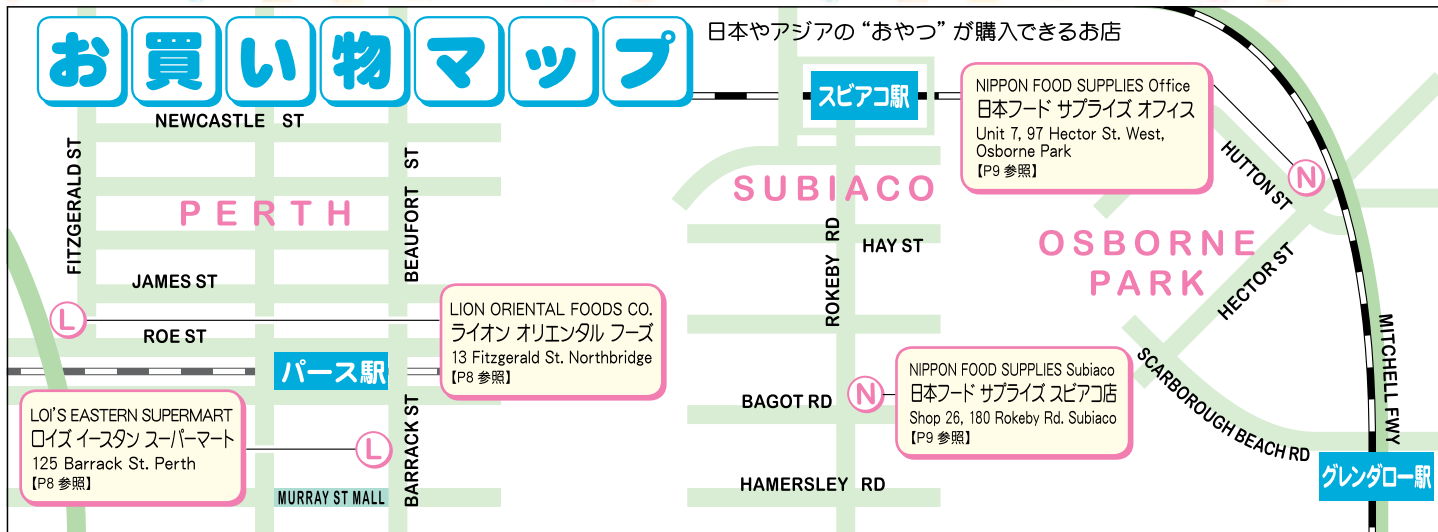 お買い物マップ
日本やアジアの“おやつ”が購入できるお店
NEWCASTLE ST
FITZGERALD ST
BEAUFORT ST
PERTH
JAMES ST
L
ROE ST
LION ORIENTAL FOODS CO.
ライオン オリエンタル フーズ
13 Fitzgerald St. Northbridge
【P8 参照】
パース駅
LOI'S EASTERN SUPERMART
ロイズ イースタン スーパーマート
125 Barrack St. Perth
【P8 参照】
L
BARRACK ST
MURRAY ST MALL
スビアコ駅
SUBIACO
ROKEBY RD
HAY ST
BAGOT RD
N
NIPPON FOOD SUPPLIES Subiaco
日本フード サプライズ スビアコ店
Shop 26, 180 Rokeby Rd. Subiaco
【P9 参照】
HAMERSLEY RD
NIPPON FOOD SUPPLIES Office
日本フード サプライズ オフィス
Unit 7, 97 Hector St. West,
Osborne Park
【P9 参照】
N
HUTTON ST
OSBORNE
PARK
HECTOR ST
SCARBOROUGH BEACH RD
MITCHELL FWY
グレンダロー駅